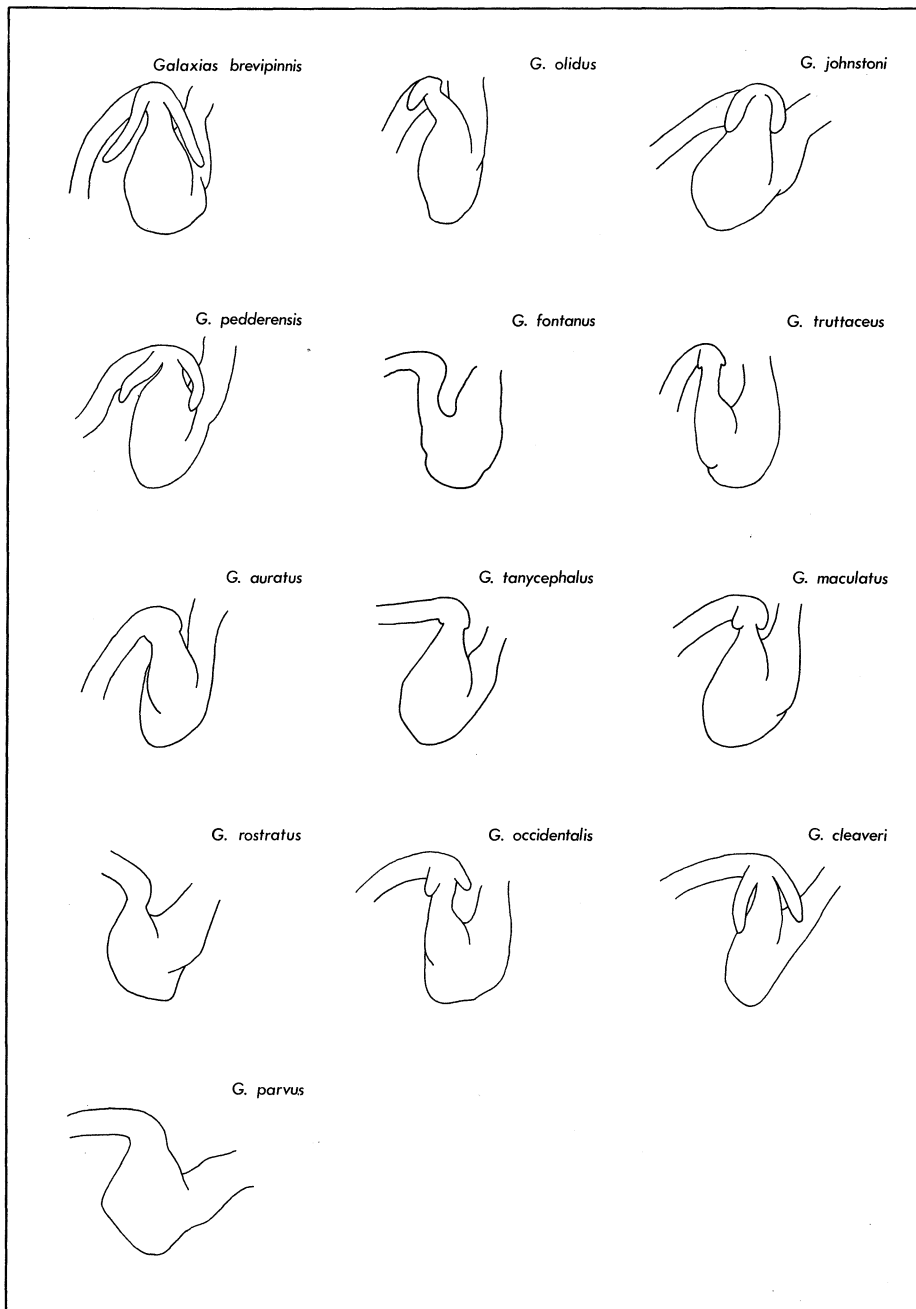 Galaxias brevipinnis
G. olidus
G. johnstoni
G. pedderensis
G. fontanus
G. truttaceus
G. auratus
G. tanycephalus
G. maculatus
G. rostratus
G. occidentalis
G. cleaveri
G. parvus